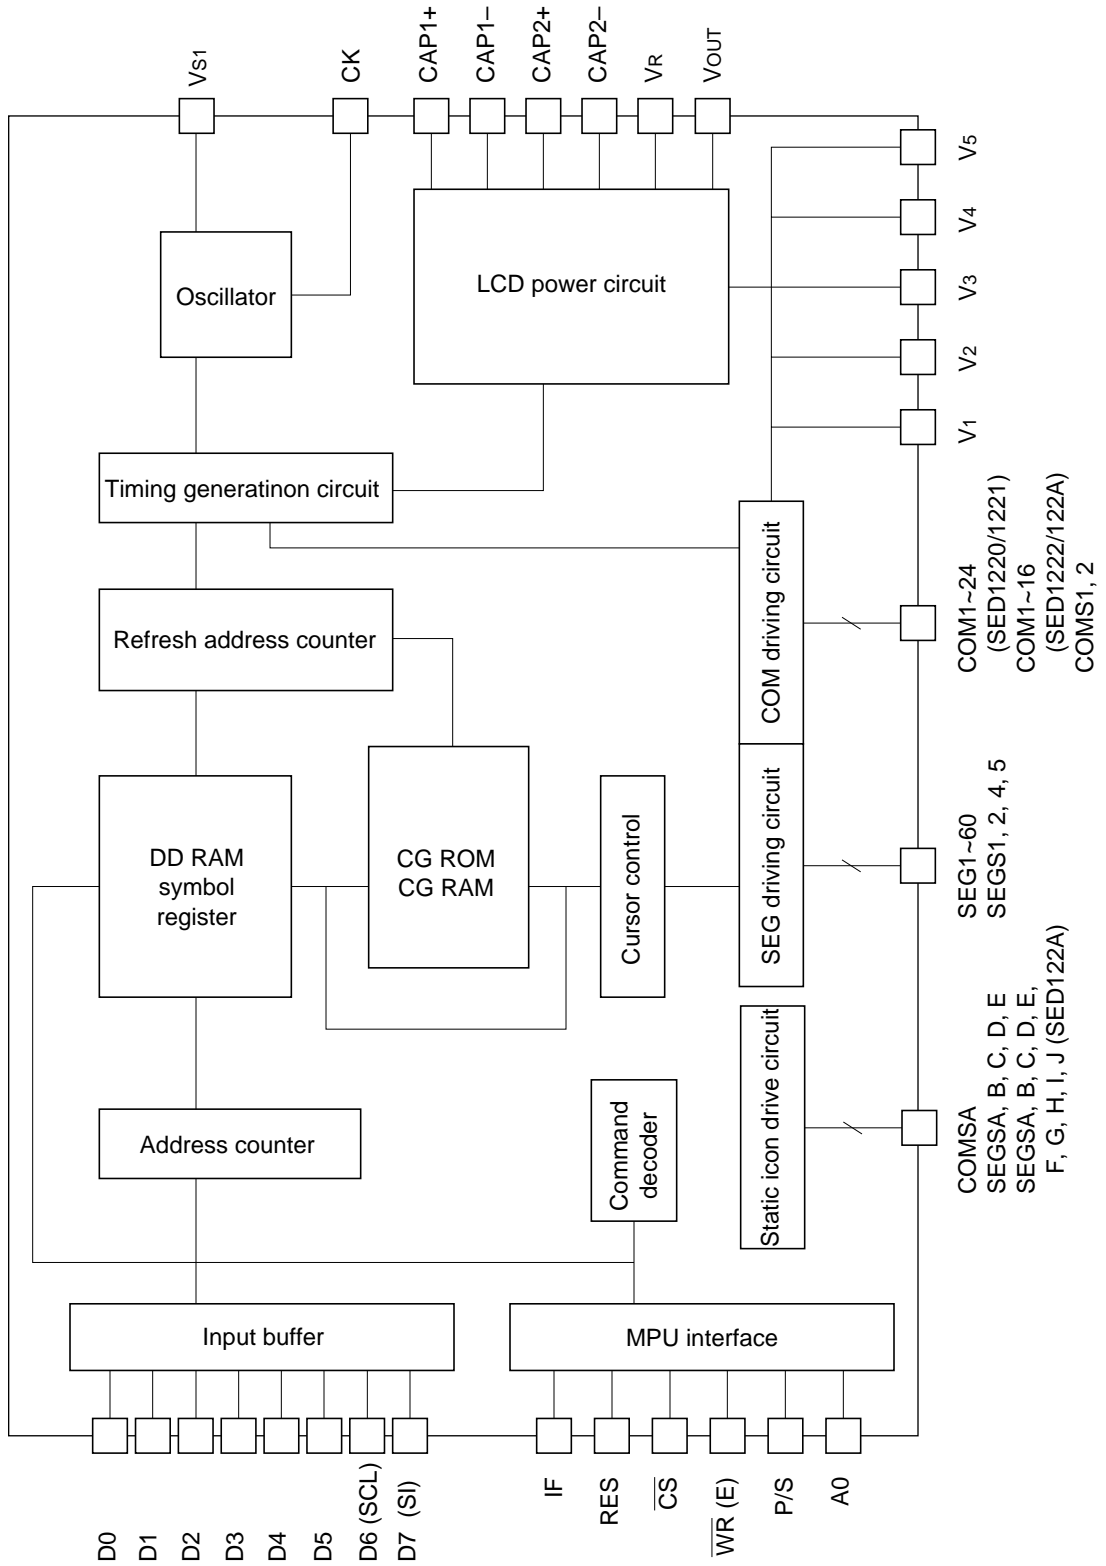 VS1
CK
CAP1+
CAP1–
CAP2+
CAP2–
VR
VOUT
Oscillator
LCD power circuit
V5
V4
V3
V2
V1
Timing generatinon circuit
Refresh address counter
COM driving circuit
COM1~24
(SED1220/1221)
COM1~16
(SED1222/122A)
COMS1, 2
DD RAM
symbol
register
CG ROM
CG RAM
Cursor control
SEG driving circuit
SEG1~60
SEGS1, 2, 4, 5
Address counter
Command
decoder
Static icon drive circuit
COMSA
SEGSA, B, C, D, E
SEGSA, B, C, D, E,
F, G, H, I, J (SED122A)
Input buffer
MPU interface
D0
D1
D2
D3
D4
D5
D6 (SCL)
D7 (SI)
IF
RES
CS
WR (E)
P/S
A0